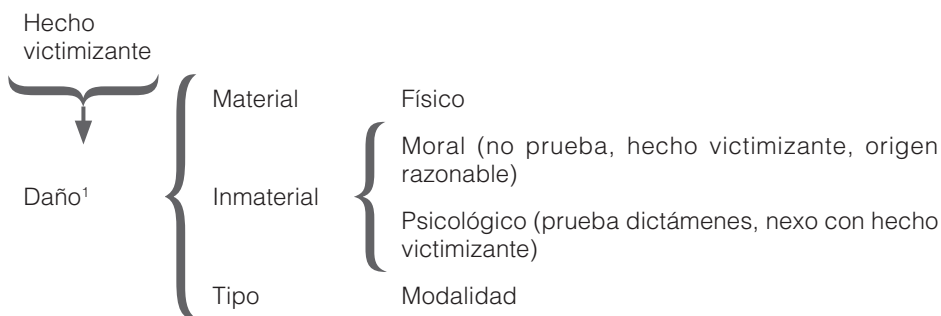 Hecho
victimizante
Material
Físico
Moral (no prueba, hecho victimizante, origen
razonable)
Daño¹
Inmaterial
Psicológico (prueba dictámenes, nexo con hecho
victimizante)
Tipo
Modalidad